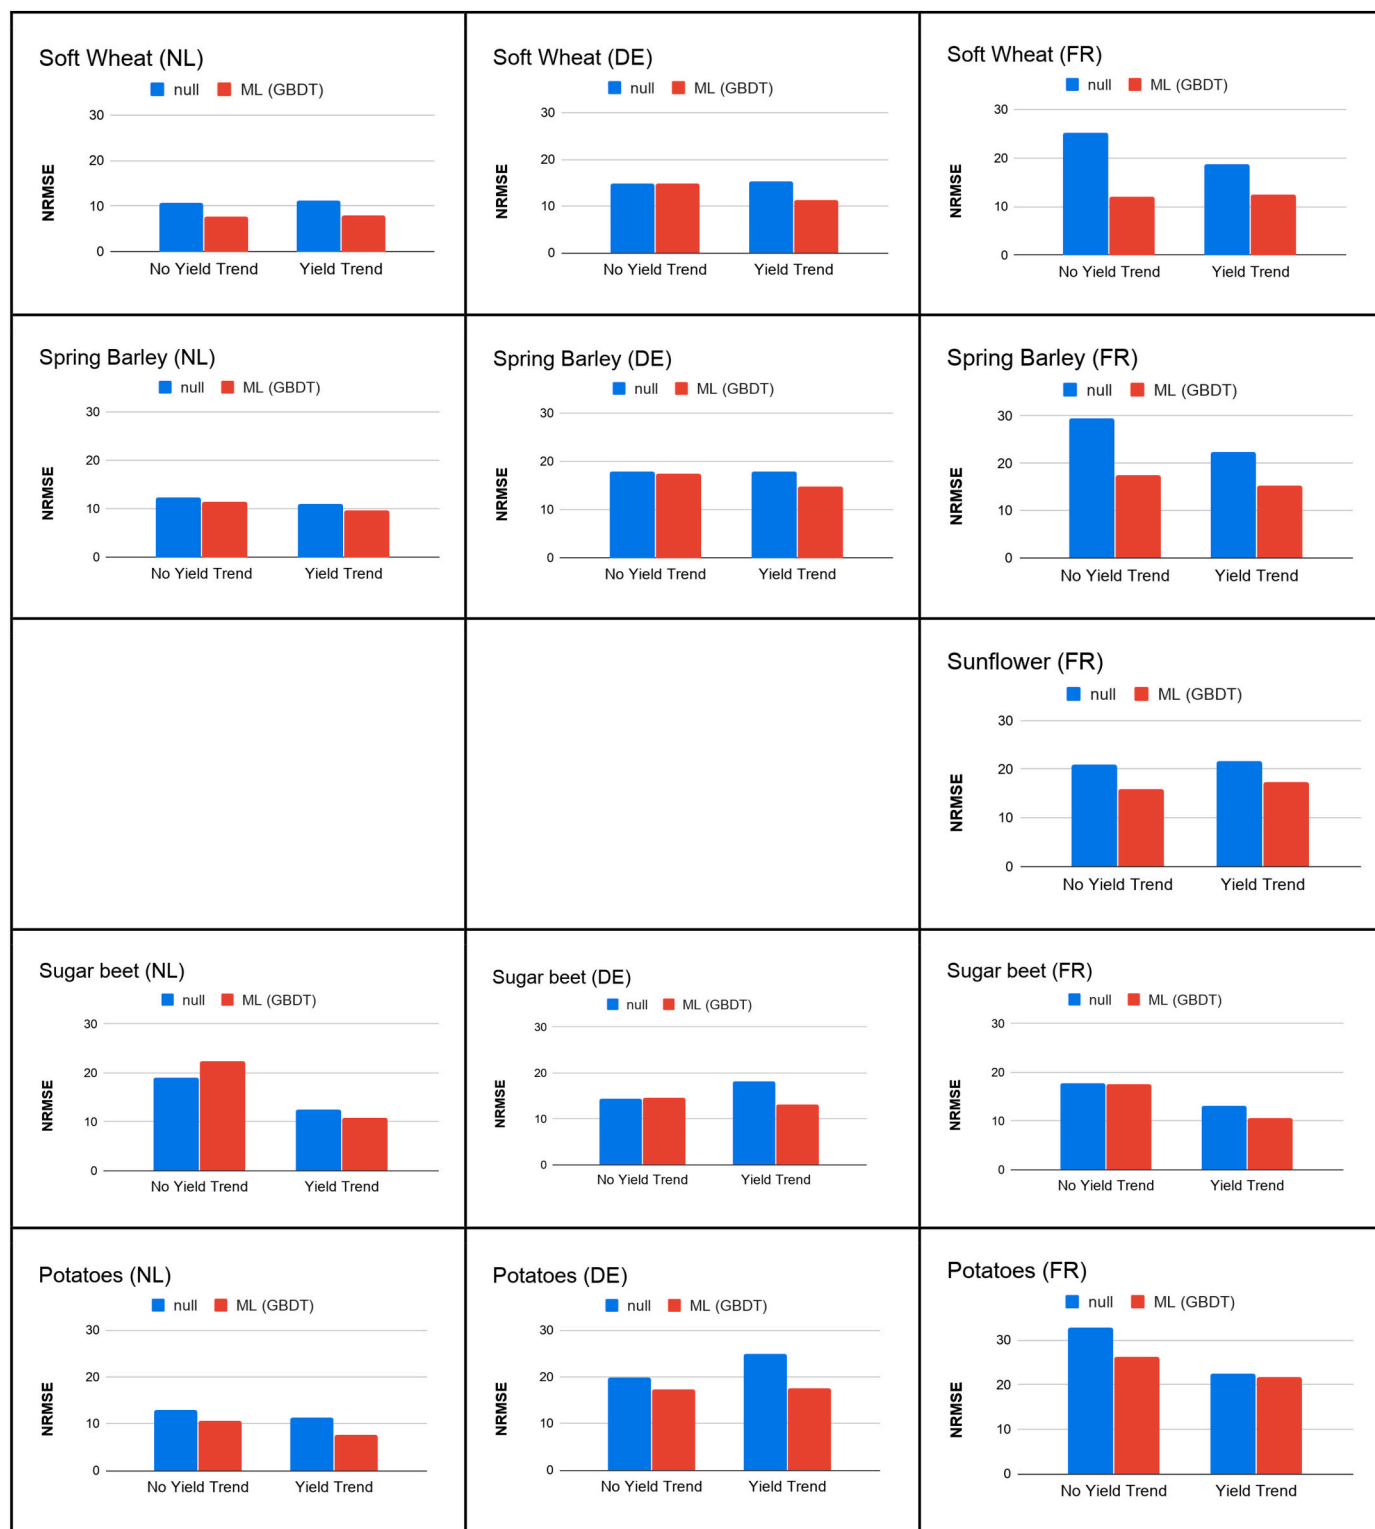 Soft Wheat (NL)
null ML (GBDT)
30
20
10
0
NRMSE
No Yield Trend Yield Trend
Soft Wheat (DE)
null ML (GBDT)
30
20
10
0
NRMSE
No Yield Trend Yield Trend
Soft Wheat (FR)
null ML (GBDT)
30
20
10
0
NRMSE
No Yield Trend Yield Trend
Spring Barley (NL)
null ML (GBDT)
30
20
10
0
NRMSE
No Yield Trend Yield Trend
Spring Barley (DE)
null ML (GBDT)
30
20
10
0
NRMSE
No Yield Trend Yield Trend
Spring Barley (FR)
null ML (GBDT)
30
20
10
0
NRMSE
No Yield Trend Yield Trend
Sunflower (FR)
null ML (GBDT)
30
20
10
0
NRMSE
No Yield Trend Yield Trend
Sugar beet (NL)
null ML (GBDT)
30
20
10
0
NRMSE
No Yield Trend Yield Trend
Sugar beet (DE)
null ML (GBDT)
30
20
10
0
NRMSE
No Yield Trend Yield Trend
Sugar beet (FR)
null ML (GBDT)
30
20
10
0
NRMSE
No Yield Trend Yield Trend
Potatoes (NL)
null ML (GBDT)
30
20
10
0
NRMSE
No Yield Trend Yield Trend
Potatoes (DE)
null ML (GBDT)
30
20
10
0
NRMSE
No Yield Trend Yield Trend
Potatoes (FR)
null ML (GBDT)
30
20
10
0
NRMSE
No Yield Trend Yield Trend